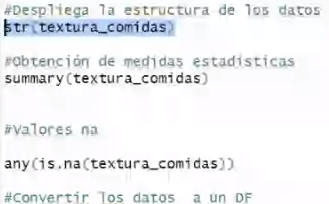 #Despliega la estructura de los datos
str(textura_comidas)
#Obtención de medidas estadisticas
summary(textura_comidas)
#Valores na
any(is.na(textura_comidas))
#Convertir los datos a un DF